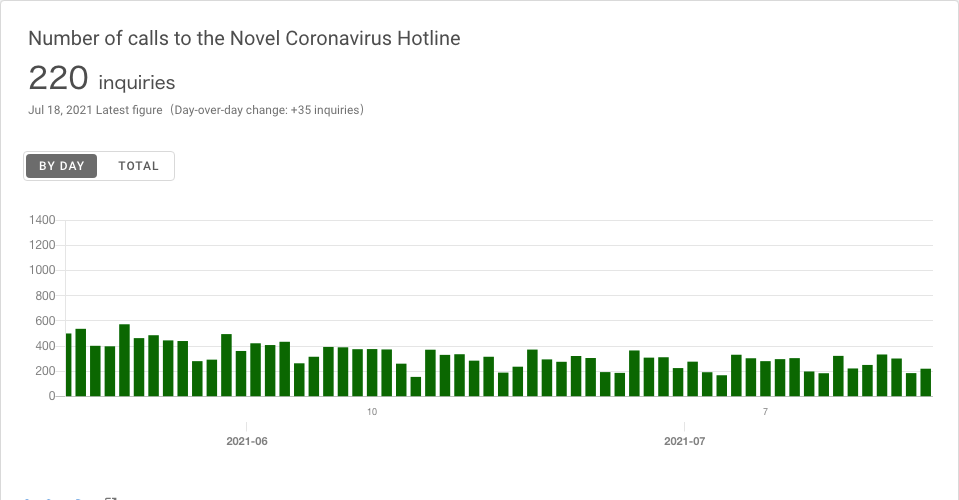 Number of calls to the Novel Coronavirus Hotline
220 inquiries
Jul 18, 2021 Latest figure（Day-over-day change: +35 inquiries）
BY DAY TOTAL
1400
1200
1000
800
600
400
200
0
10 7
2021-06 2021-07